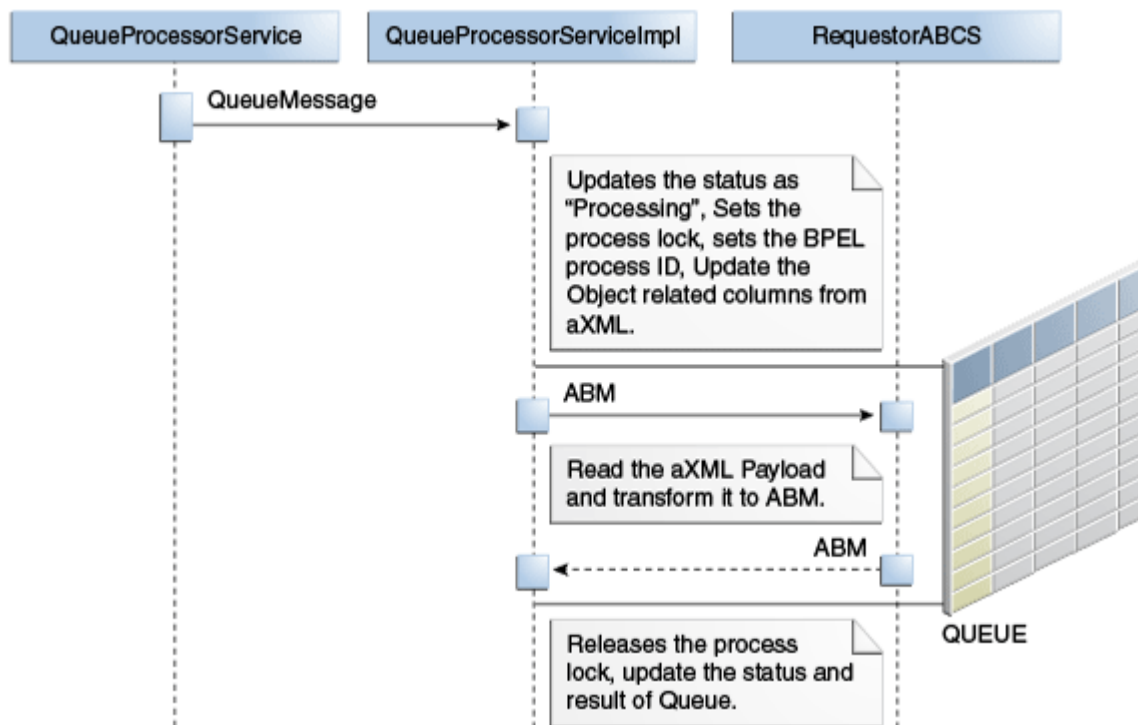 QueueProcessorService
QueueProcessorServiceImpl
RequestorABCS
QueueMessage
Updates the status as
“Processing”, Sets the
process lock, sets the BPEL
process ID, Update the
Object related columns from
aXML.
ABM
Read the aXML Payload
and transform it to ABM.
ABM
QUEUE
Releases the process
lock, update the status and
result of Queue.